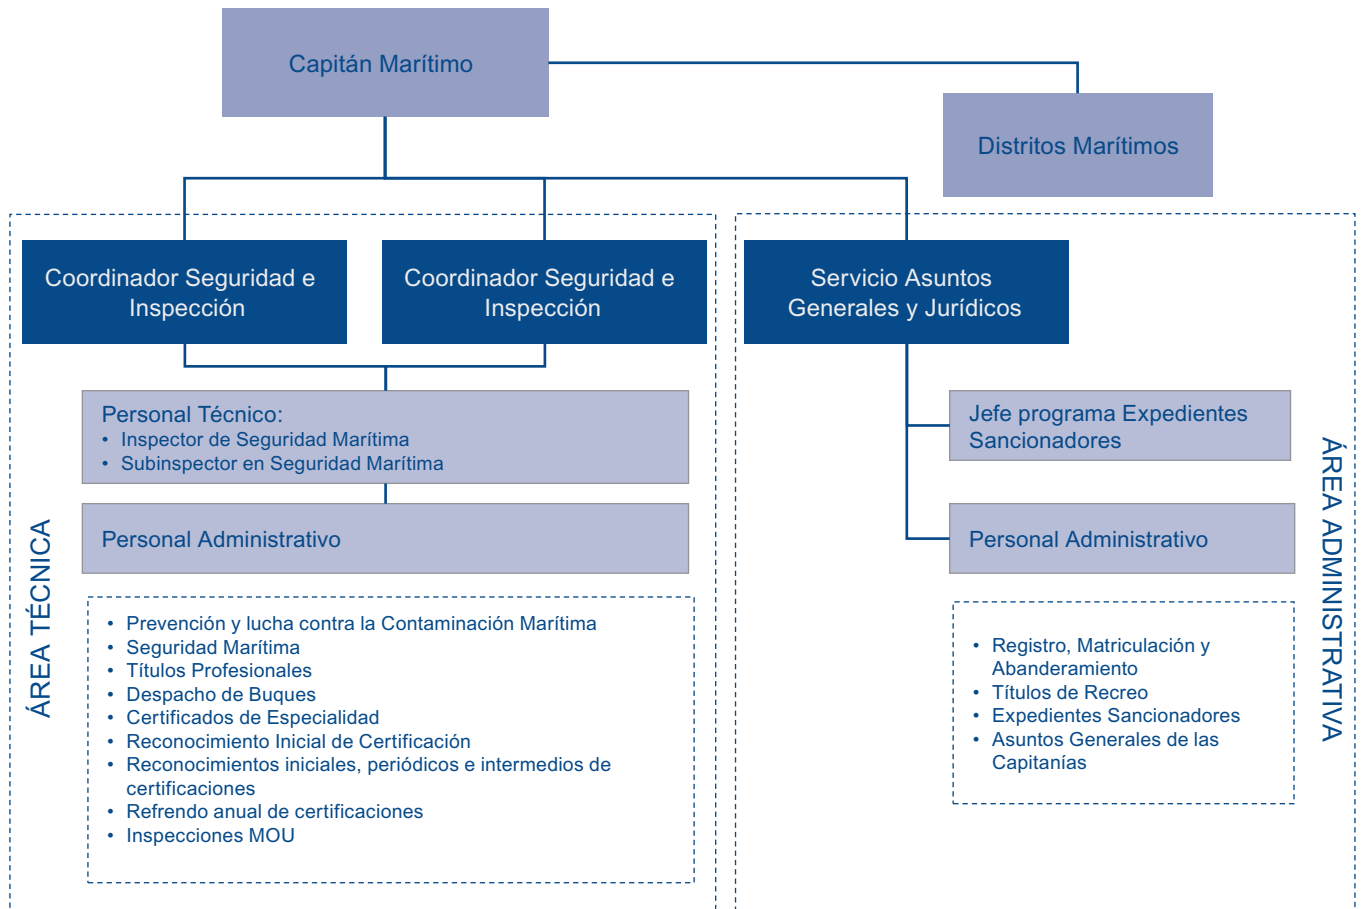 Capitán Marítimo
Distritos Marítimos
Coordinador Seguridad e
Inspección
Coordinador Seguridad e
Inspección
Servicio Asuntos
Generales y Jurídicos
Personal Técnico:
• Inspector de Seguridad Marítima
• Subinspector en Seguridad Marítima
Personal Administrativo
• Prevención y lucha contra la Contaminación Marítima
• Seguridad Marítima
• Títulos Profesionales
• Despacho de Buques
• Certificados de Especialidad
• Reconocimiento Inicial de Certificación
• Reconocimientos iniciales, periódicos e intermedios de
certificaciones
• Refrendo anual de certificaciones
• Inspecciones MOU
ÁREA TÉCNICA
Jefe programa Expedientes
Sancionadores
Personal Administrativo
• Registro, Matriculación y
Abanderamiento
• Títulos de Recreo
• Expedientes Sancionadores
• Asuntos Generales de las
Capitanías
ÁREA ADMINISTRATIVA